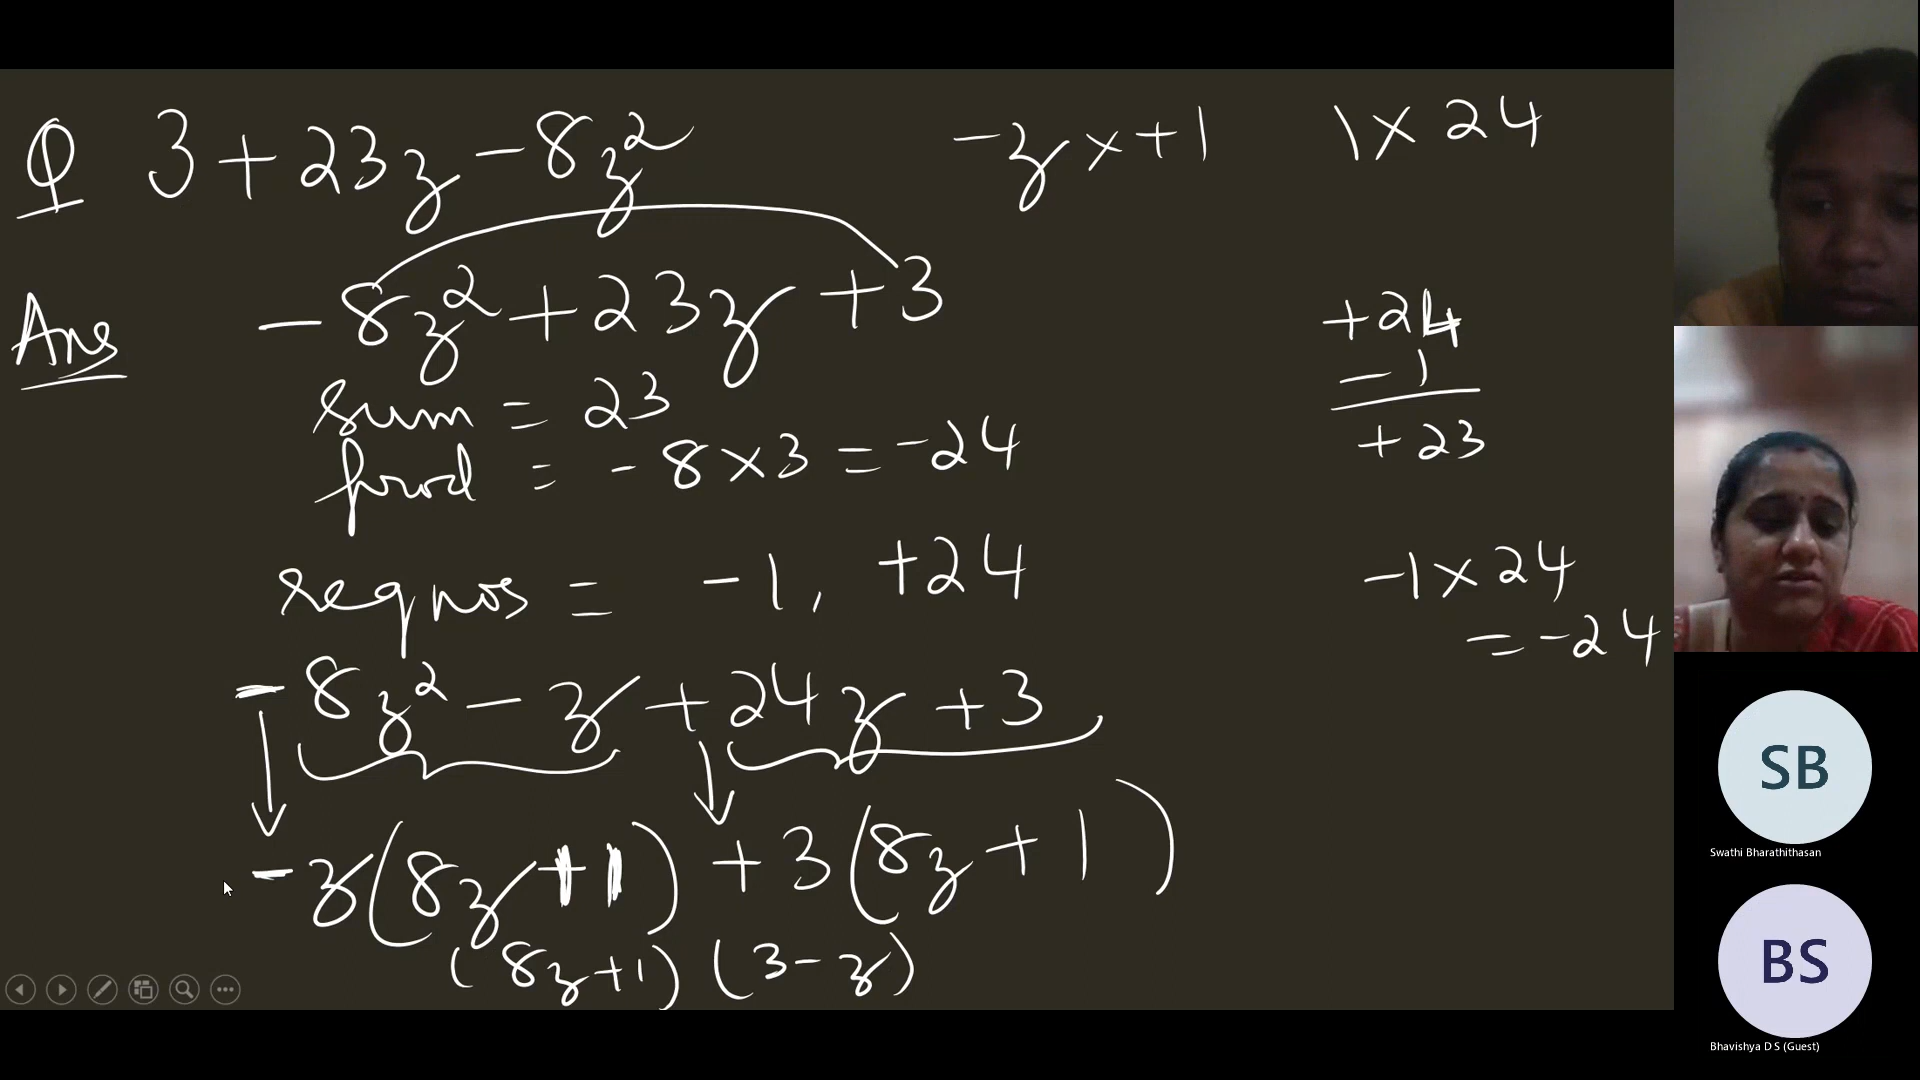 Q 3 + 23z - 8z²
-z x + 1
1 x 24
Ans - 8z² + 23z + 3
+24
- 1
+ 23
sum = 23
prod = - 8 x 3 = -24
req nos = - 1, +24
-1 x 24
= -24
- 8z² - z + 24z + 3
- z(8z + 1) + 3(8z + 1)
(8z + 1) (3 - z)
SB
Swathi Bharathithasan
BS
Bhavishya D S (Guest)